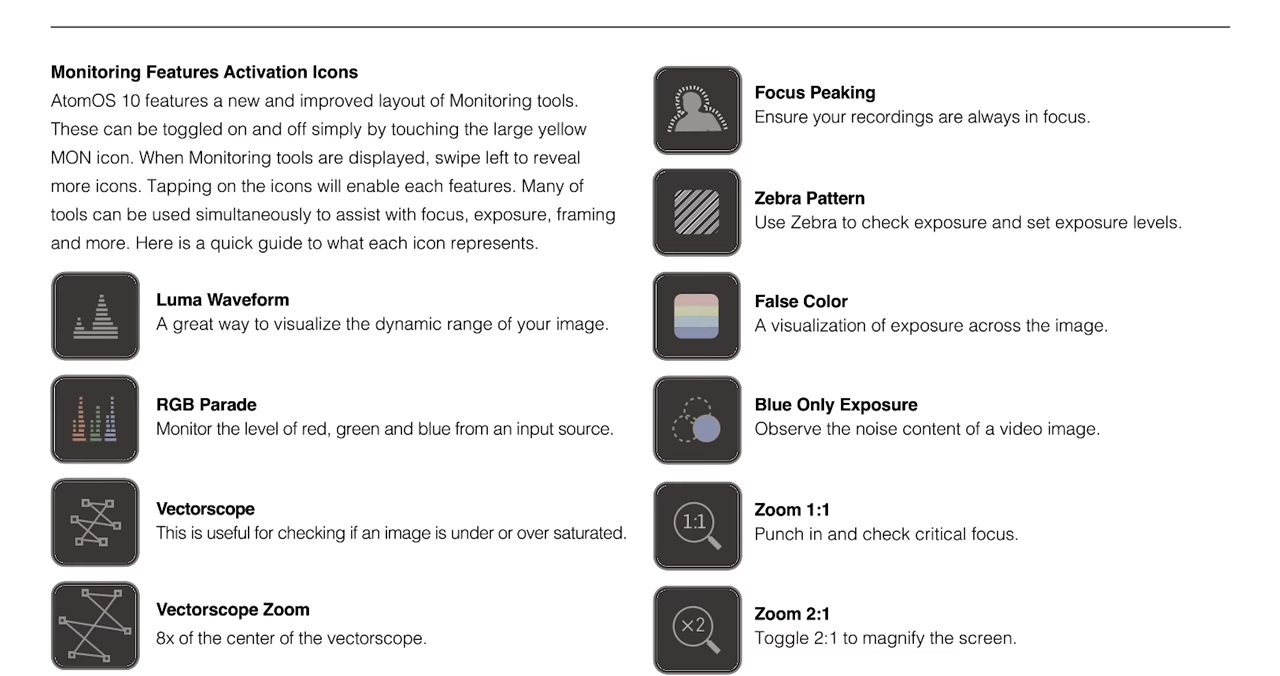 Monitoring Features Activation Icons
AtomOS 10 features a new and improved layout of Monitoring tools.
These can be toggled on and off simply by touching the large yellow
MON icon. When Monitoring tools are displayed, swipe left to reveal
more icons. Tapping on the icons will enable each features. Many of
tools can be used simultaneously to assist with focus, exposure, framing
and more. Here is a quick guide to what each icon represents.
Luma Waveform
A great way to visualize the dynamic range of your image.
RGB Parade
Monitor the level of red, green and blue from an input source.
Vectorscope
This is useful for checking if an image is under or over saturated.
Vectorscope Zoom
8x of the center of the vectorscope.
Focus Peaking
Ensure your recordings are always in focus.
Zebra Pattern
Use Zebra to check exposure and set exposure levels.
False Color
A visualization of exposure across the image.
Blue Only Exposure
Observe the noise content of a video image.
1:1
Zoom 1:1
Punch in and check critical focus.
×2
Zoom 2:1
Toggle 2:1 to magnify the screen.